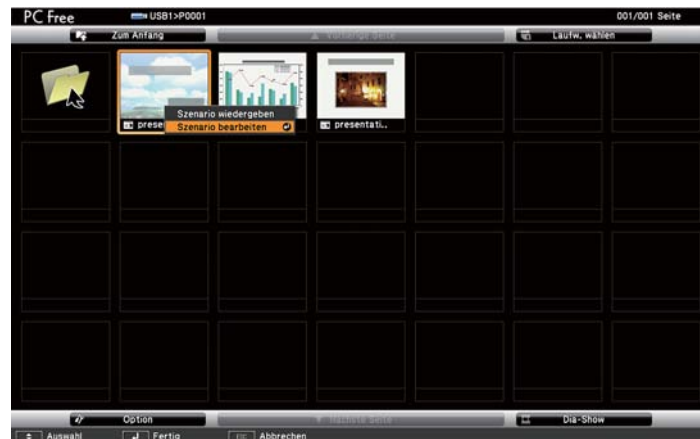 PC Free USB1>P0001 001/001 Seite
Zum Anfang Vorherige Seite Laufw. wählen
Szenario wiedergeben
prese Szenario bearbeiten presentati..
Option Nächste Seite Dia-Show
Auswahl Fertig Esc Abbrechen